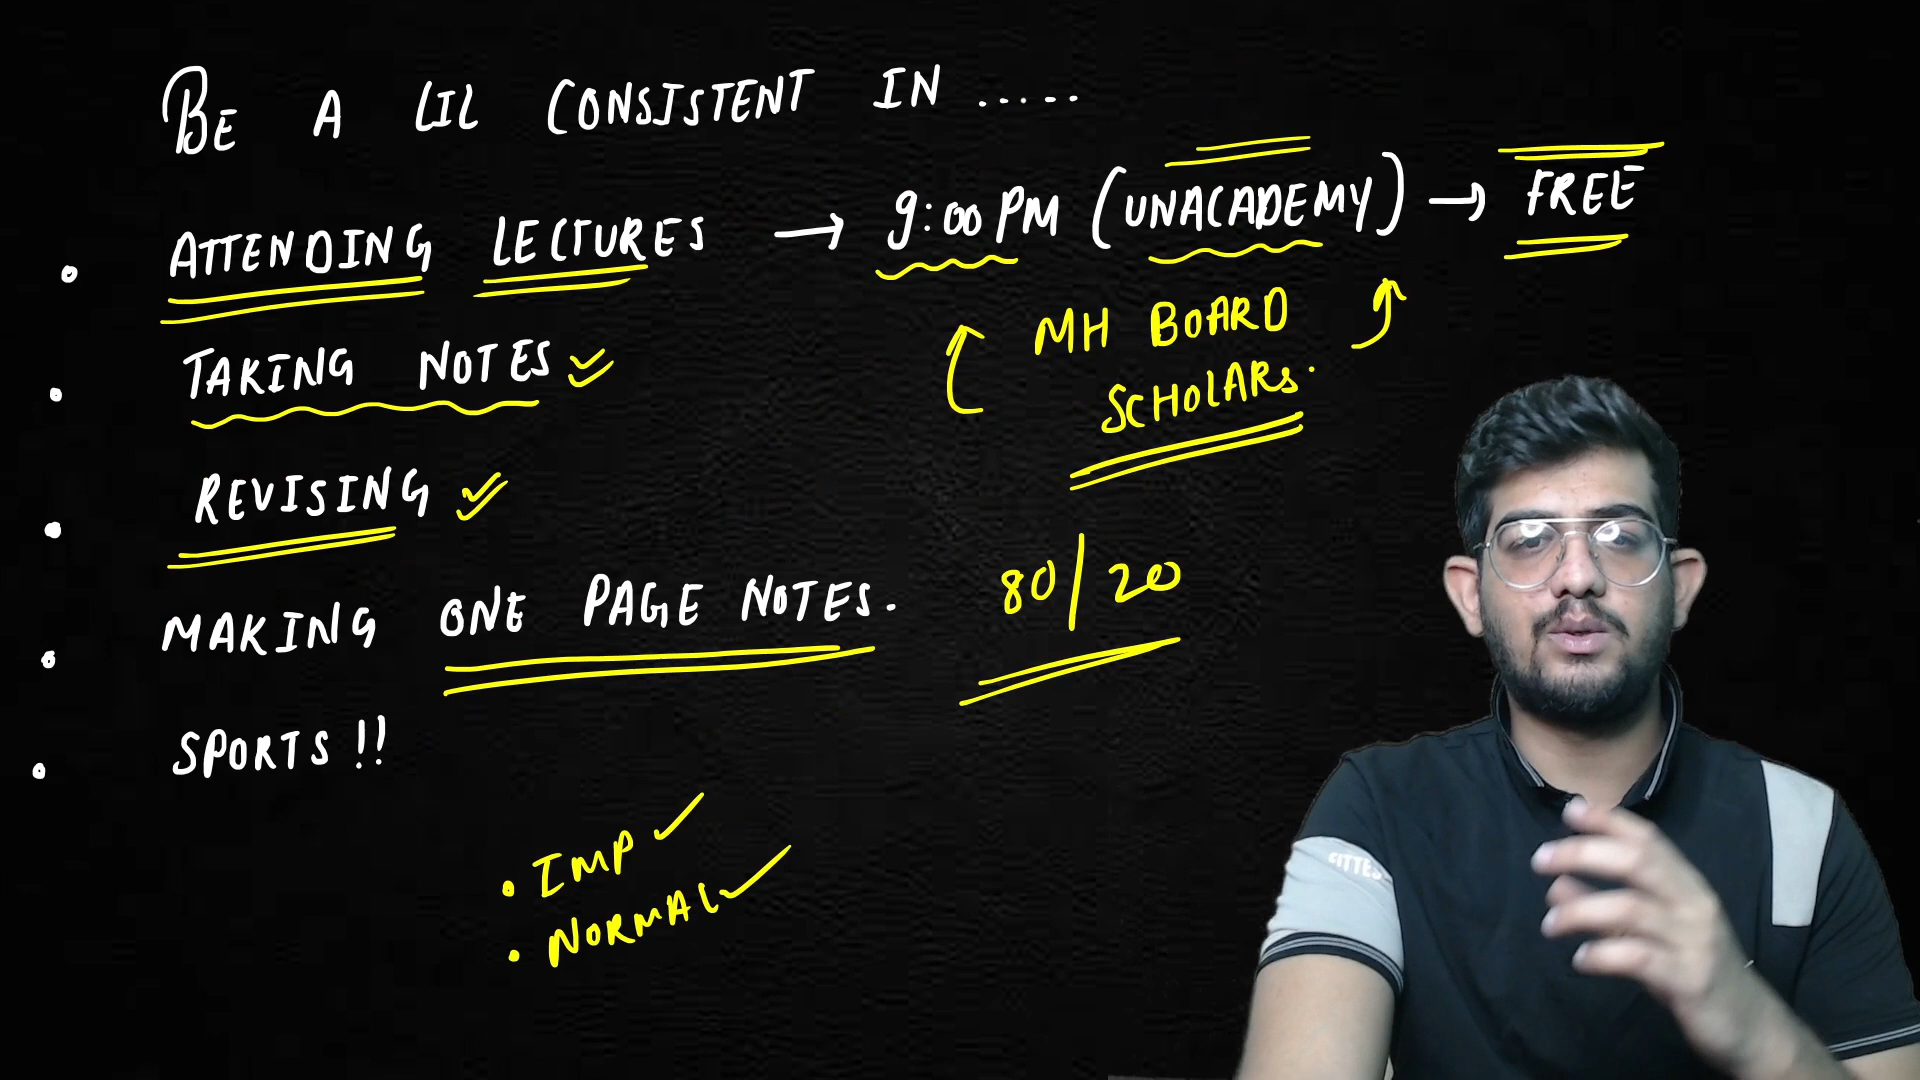 BE A LIL CONSISTENT IN .....
• ATTENDING LECTURES → 9:00 PM (UNACADEMY) → FREE
MH BOARD
SCHOLARS.
• TAKING NOTES
• REVISING
• MAKING ONE PAGE NOTES. 80/20
• SPORTS !!
• IMP ✓
• NORMAL ✓